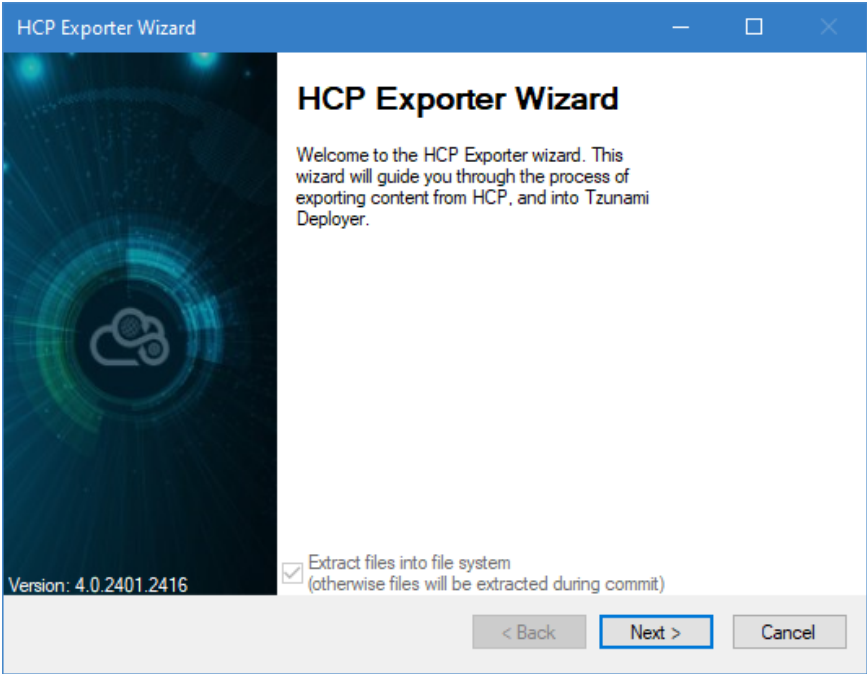 HCP Exporter Wizard
HCP Exporter Wizard
Welcome to the HCP Exporter wizard. This
wizard will guide you through the process of
exporting content from HCP, and into Tzunami
Deployer.
Extract files into file system
(otherwise files will be extracted during commit)
Version: 4.0.2401.2416
< Back
Next >
Cancel